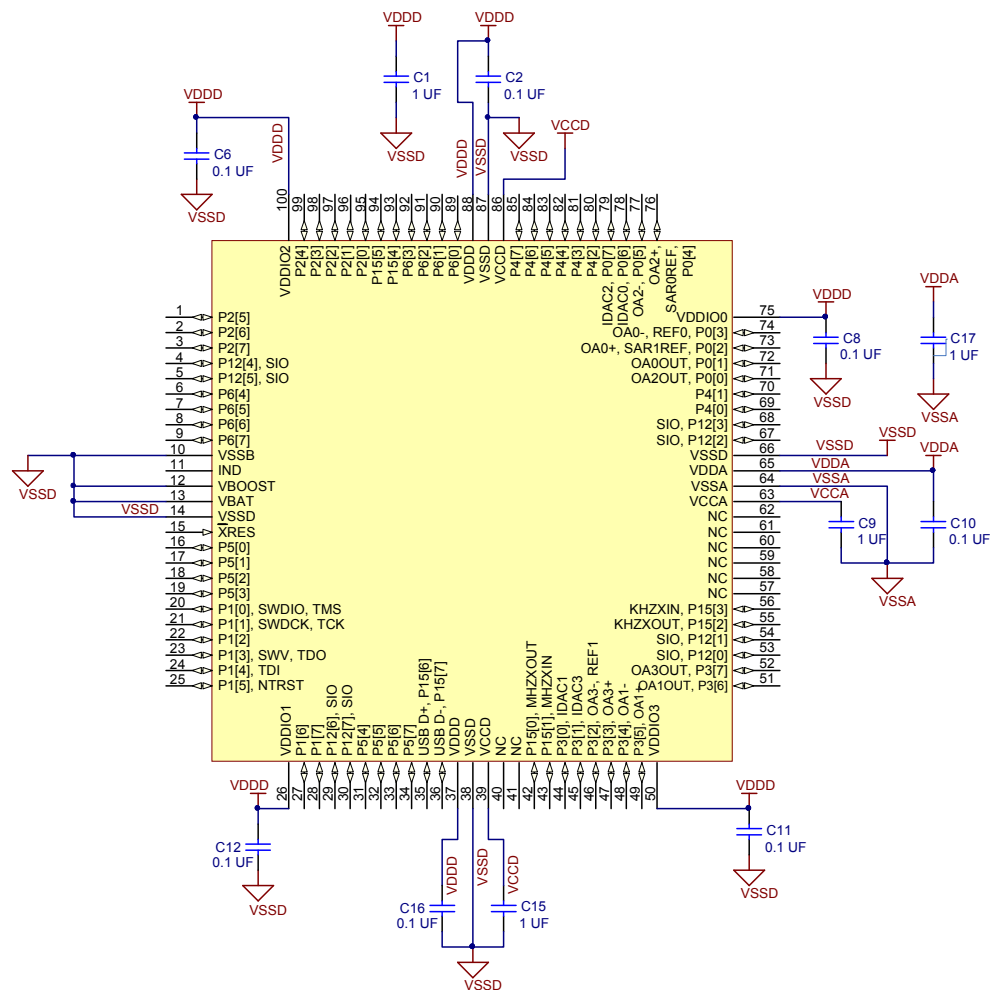 VDDD
VDDD
C1
1 UF
C2
0.1 UF
VDDD
VCCD
C6
0.1 UF
VDDD
VDDD
VSSD
VSSD
VSSD
VSSD
100
99
98
97
96
95
94
93
92
91
90
89
88
87
86
85
84
83
82
81
80
79
78
77
76
VDDIO2
P2[4]
P2[3]
P2[2]
P2[1]
P2[0]
P15[5]
P15[4]
P6[3]
P6[2]
P6[1]
P6[0]
VDDD
VSSD
VCCD
P4[7]
P4[6]
P4[5]
P4[4]
P4[3]
P4[2]
IDAC2, P0[7]
IDAC0, P0[6]
OA2-, P0[5]
OA2+,
SAR0REF,
P0[4]
1 P2[5]
2 P2[6]
3 P2[7]
4 P12[4], SIO
5 P12[5], SIO
6 P6[4]
7 P6[5]
8 P6[6]
9 P6[7]
10 VSSB
11 IND
12 VBOOST
13 VBAT
VSSD 14 VSSD
15 XRES
16 P5[0]
17 P5[1]
18 P5[2]
19 P5[3]
20 P1[0], SWDIO, TMS
21 P1[1], SWDCK, TCK
22 P1[2]
23 P1[3], SWV, TDO
24 P1[4], TDI
25 P1[5], NTRST
VSSD
VDDIO0 75
OA0-, REF0, P0[3] 74
OA0+, SAR1REF, P0[2] 73
OA0OUT, P0[1] 72
OA2OUT, P0[0] 71
P4[1] 70
P4[0] 69
SIO, P12[3] 68
SIO, P12[2] 67
VSSD 66 VSSD
VDDA 65 VDDA
VSSA 64 VSSA
VCCA 63 VCCA
NC 62
NC 61
NC 60
NC 59
NC 58
NC 57
KHZXIN, P15[3] 56
KHZXOUT, P15[2] 55
SIO, P12[1] 54
SIO, P12[0] 53
OA3OUT, P3[7] 52
OA1OUT, P3[6] 51
VDDD
C8
0.1 UF
VSSD
VDDA
C17
1 UF
VSSA
VSSD
VDDA
C9
1 UF
C10
0.1 UF
VSSA
VDDIO1
P1[6]
P1[7]
P12[6], SIO
P12[7], SIO
P5[4]
P5[5]
P5[6]
P5[7]
USB D+, P15[6]
USB D-, P15[7]
VDDD
VSSD
VCCD
NC
NC
P15[0], MHZXOUT
P15[1], MHZXIN
P3[0], IDAC1
P3[1], IDAC3
P3[2], OA3-, REF1
P3[3], OA3+
P3[4], OA1-
P3[5], OA1+
VDDIO3
26
27
28
29
30
31
32
33
34
35
36
37
38
39
40
41
42
43
44
45
46
47
48
49
50
VDDD
C12
0.1 UF
VSSD
VDDD
VSSD
VCCD
C16
0.1 UF
C15
1 UF
VSSD
VDDD
C11
0.1 UF
VSSD